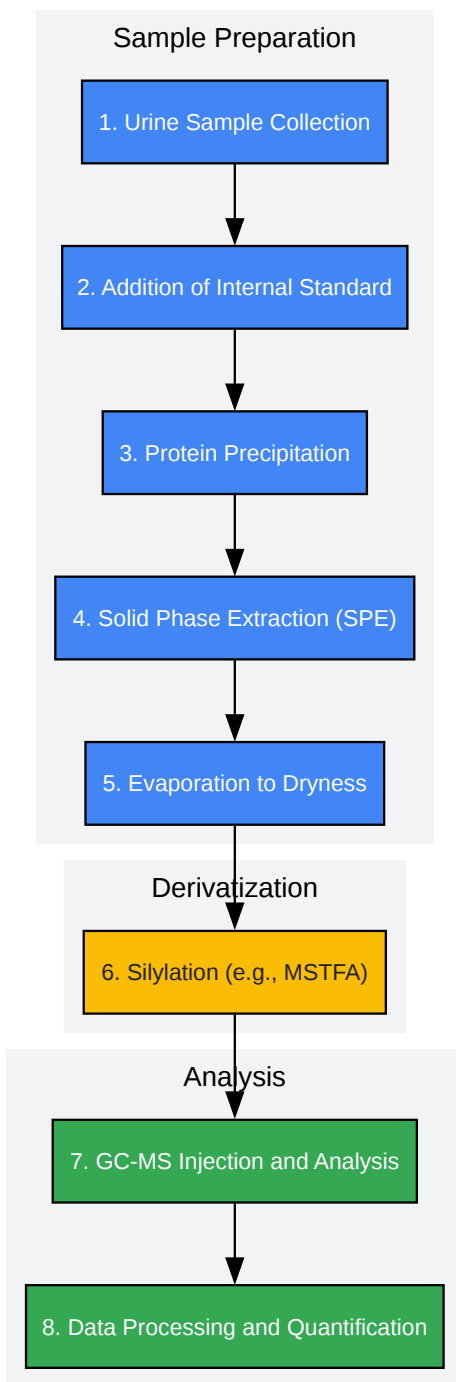 Sample Preparation
1. Urine Sample Collection
2. Addition of Internal Standard
3. Protein Precipitation
4. Solid Phase Extraction (SPE)
5. Evaporation to Dryness
Derivatization
6. Silylation (e.g., MSTFA)
Analysis
7. GC-MS Injection and Analysis
8. Data Processing and Quantification